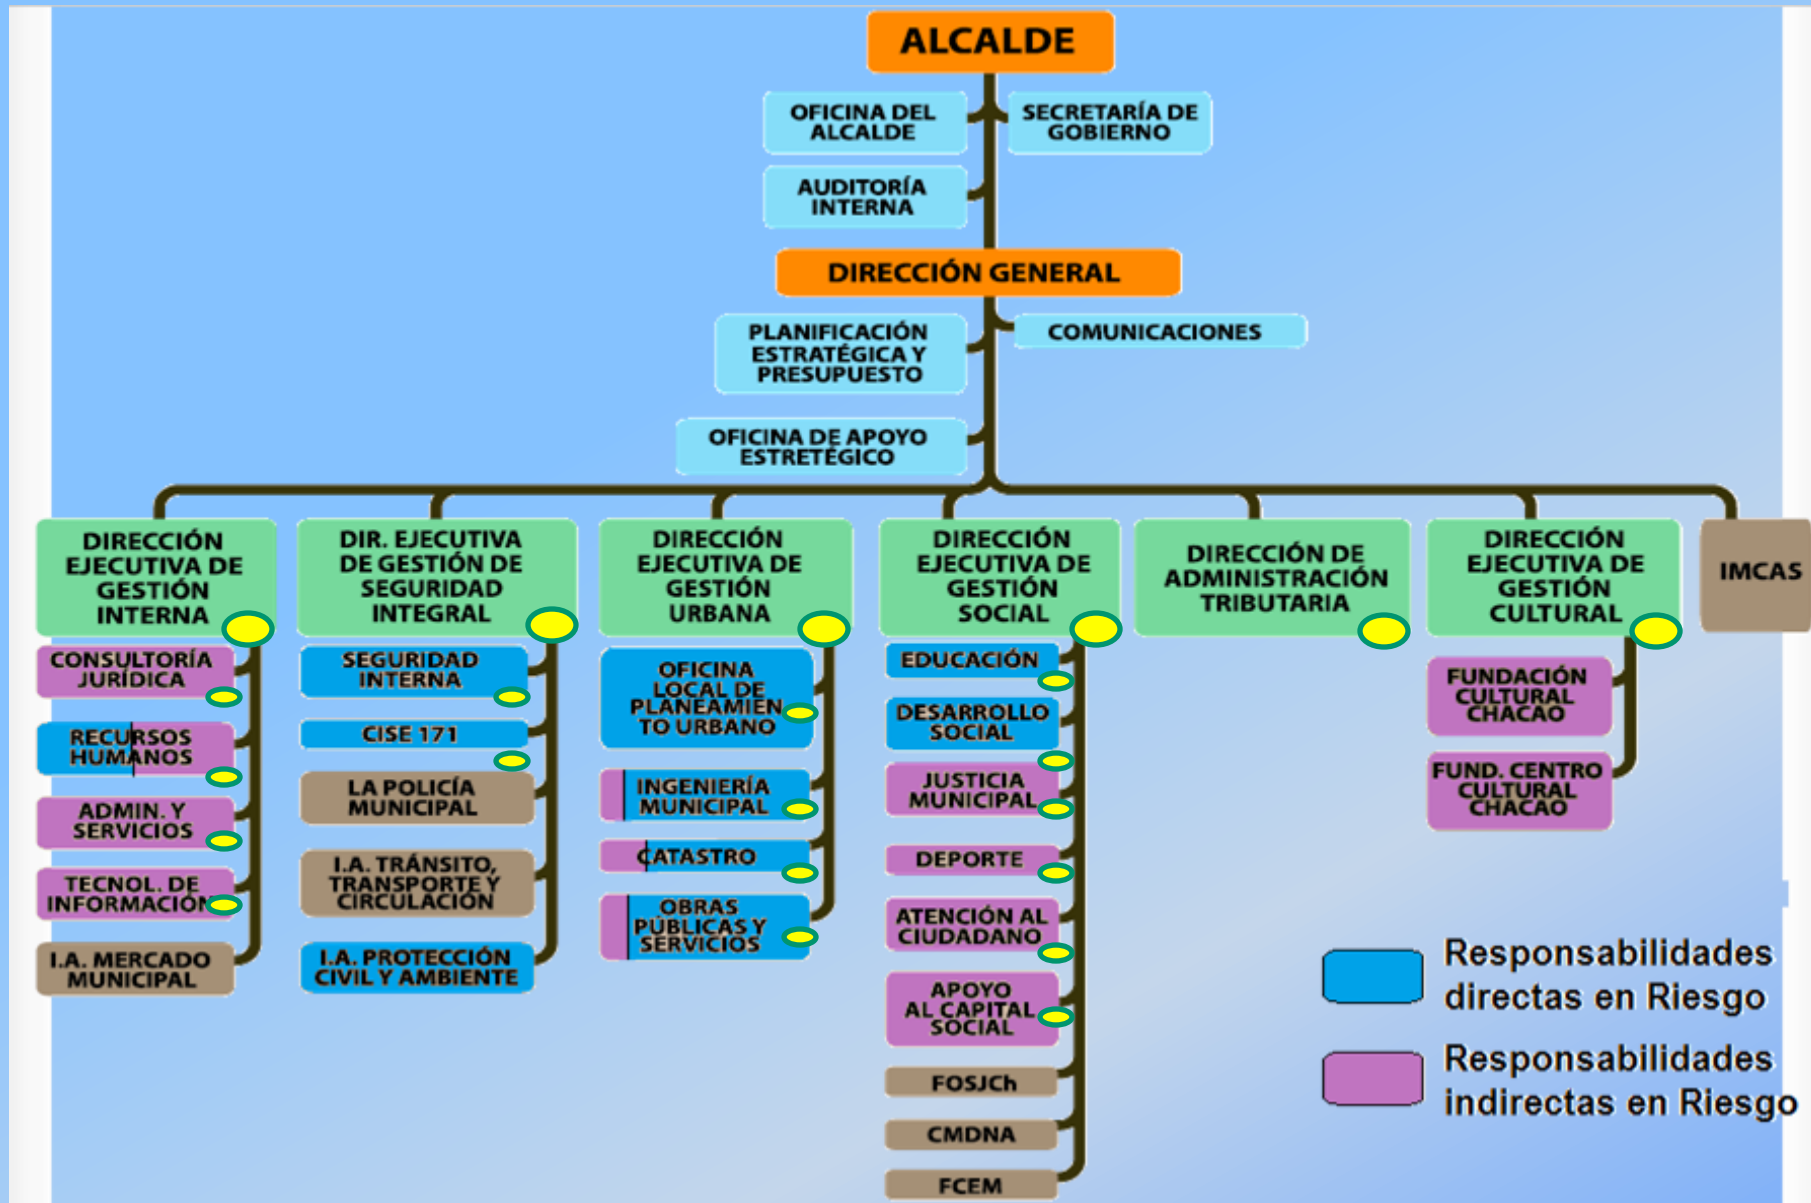 ALCALDE
OFICINA DEL
ALCALDE
SECRETARÍA DE
GOBIERNO
AUDITORÍA
INTERNA
DIRECCIÓN GENERAL
PLANIFICACIÓN
ESTRATÉGICA Y
PRESUPUESTO
COMUNICACIONES
OFICINA DE APOYO
ESTRETÉGICO
DIRECCIÓN
EJECUTIVA DE
GESTIÓN
INTERNA
CONSULTORÍA
JURÍDICA
RECURSOS
HUMANOS
ADMIN. Y
SERVICIOS
TECNOL. DE
INFORMACIÓN
I.A. MERCADO
MUNICIPAL
DIR. EJECUTIVA
DE GESTIÓN DE
SEGURIDAD
INTEGRAL
SEGURIDAD
INTERNA
CISE 171
LA POLICÍA
MUNICIPAL
I.A. TRÁNSITO,
TRANSPORTE Y
CIRCULACIÓN
I.A. PROTECCIÓN
CIVIL Y AMBIENTE
DIRECCIÓN
EJECUTIVA DE
GESTIÓN
URBANA
OFICINA
LOCAL DE
PLANEAMIEN
TO URBANO
INGENIERÍA
MUNICIPAL
CATASTRO
OBRAS
PÚBLICAS Y
SERVICIOS
DIRECCIÓN
EJECUTIVA DE
GESTIÓN
SOCIAL
EDUCACIÓN
DESARROLLO
SOCIAL
JUSTICIA
MUNICIPAL
DEPORTE
ATENCIÓN AL
CIUDADANO
APOYO
AL CAPITAL
SOCIAL
FOSJCh
CMDNA
FCEM
DIRECCIÓN DE
ADMINISTRACIÓN
TRIBUTARIA
DIRECCIÓN
EJECUTIVA DE
GESTIÓN
CULTURAL
FUNDACIÓN
CULTURAL
CHACAO
FUND. CENTRO
CULTURAL
CHACAO
IMCAS
Responsabilidades
directas en Riesgo
Responsabilidades
indirectas en Riesgo